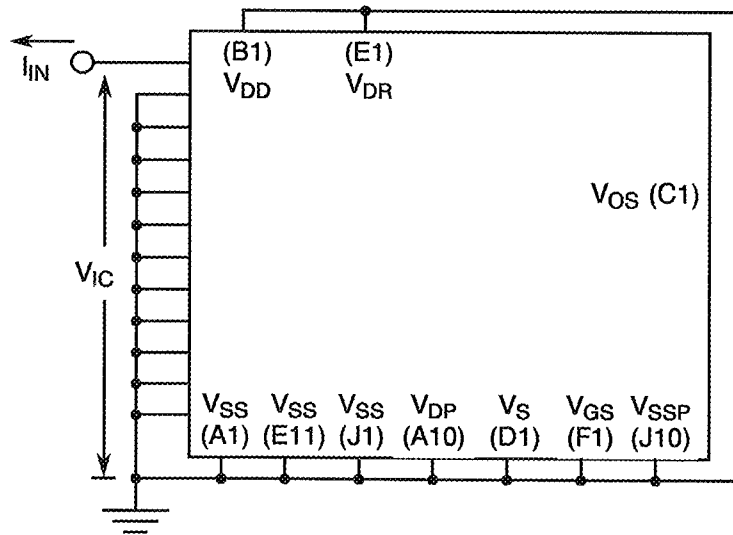 (B1) (E1)
I_IN
V_DD V_DR
V_OS (C1)
V_IC
V_SS V_SS V_SS V_DP V_S V_GS V_SSP
(A1) (E11) (J1) (A10) (D1) (F1) (J10)